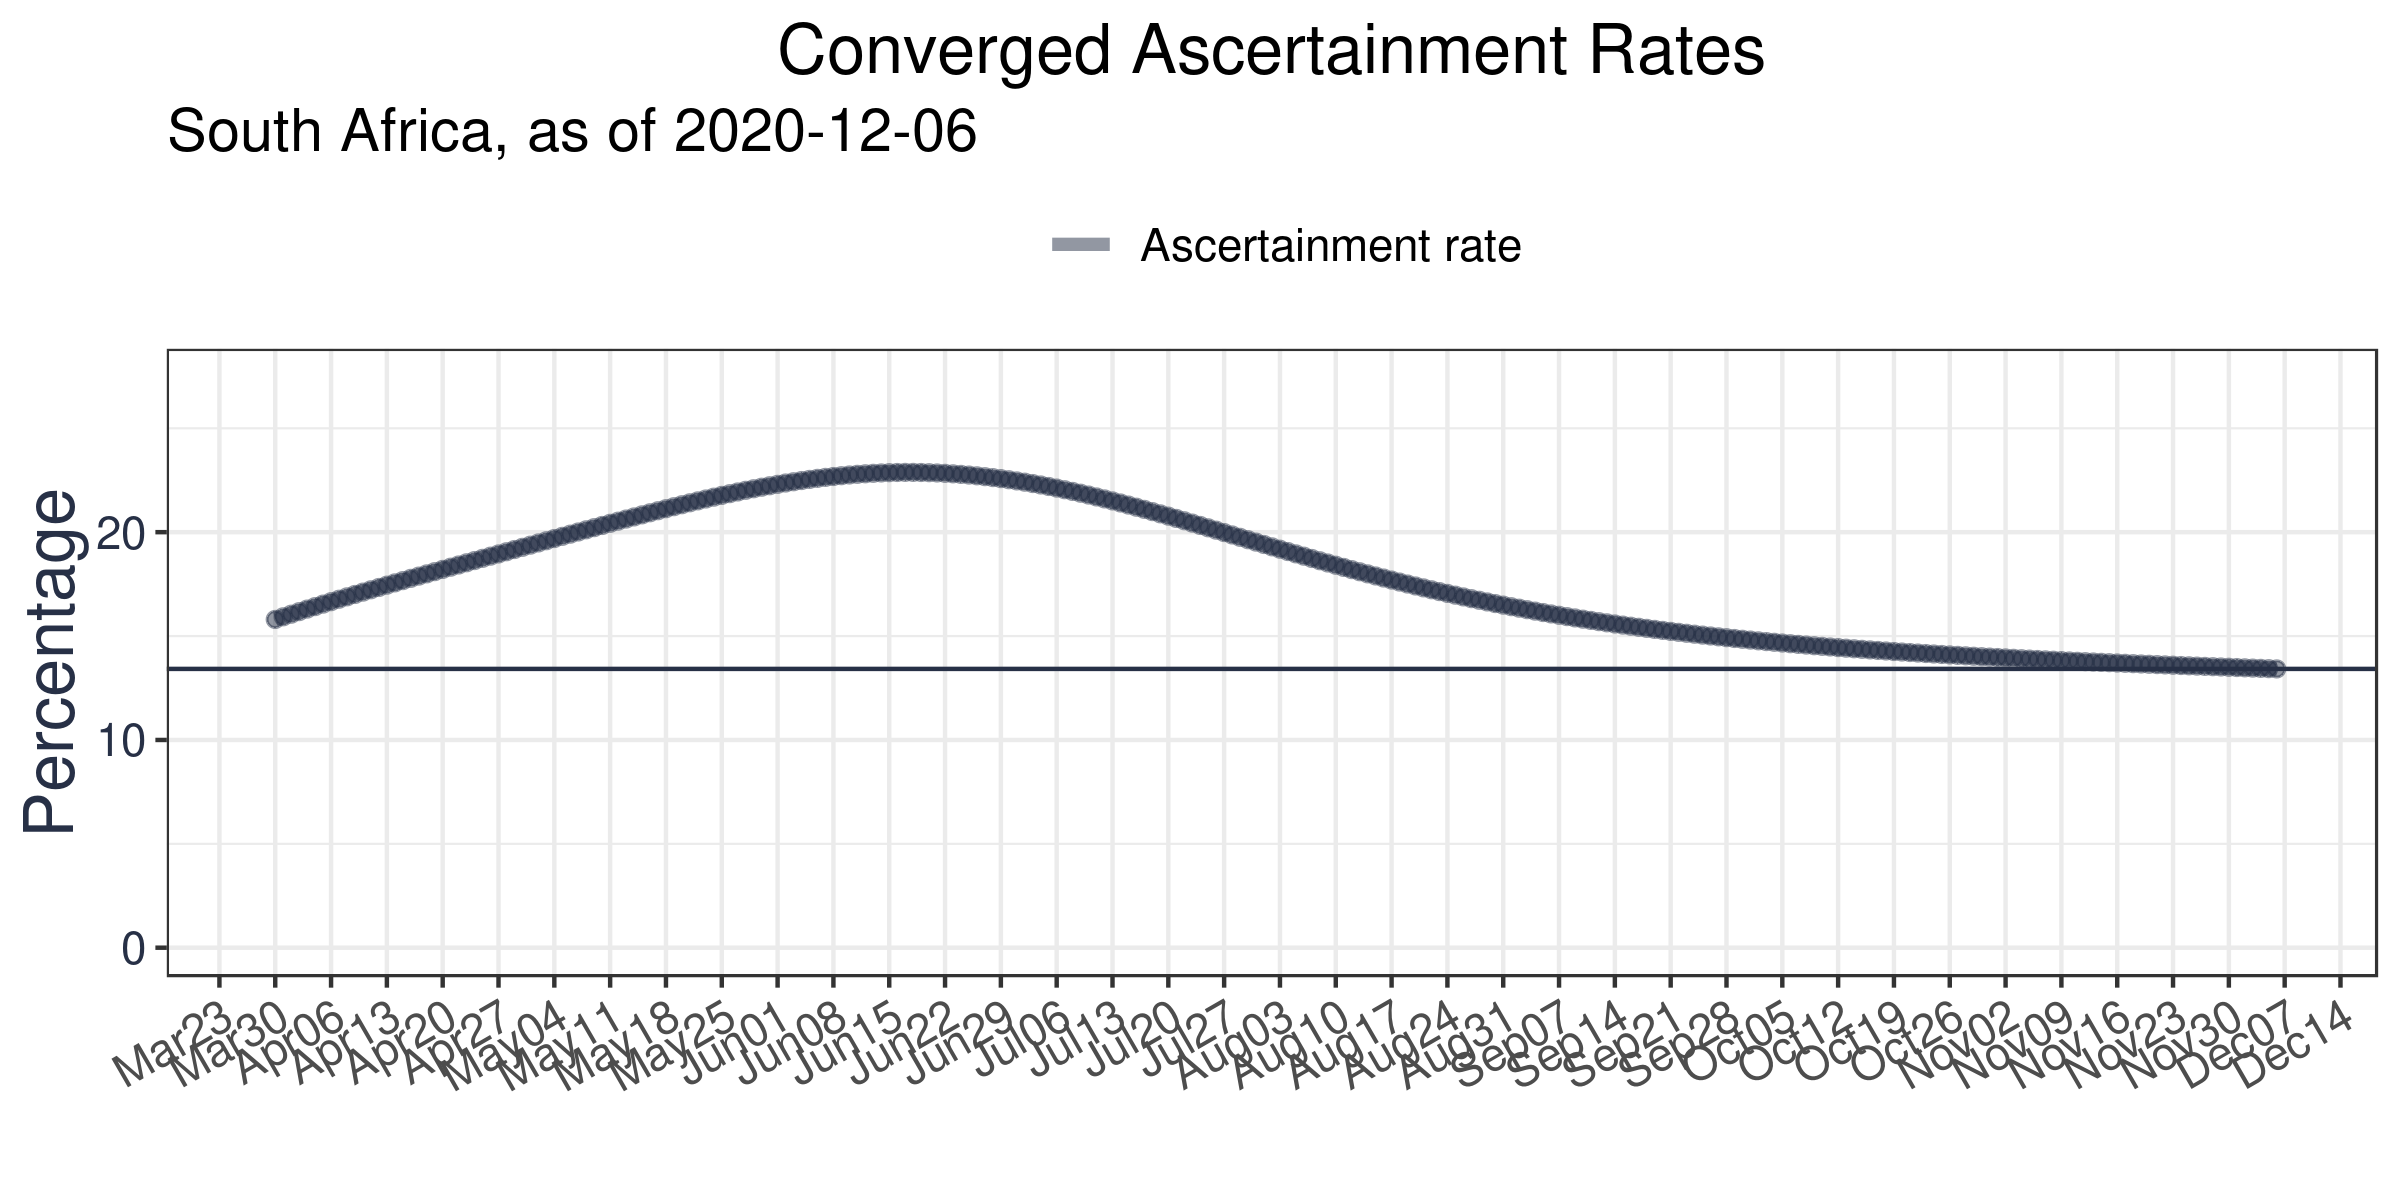 Converged Ascertainment Rates
South Africa, as of 2020-12-06
Ascertainment rate
Percentage
20
10
0
Mar23
Mar30
Apr06
Apr13
Apr20
Apr27
May04
May11
May18
May25
Jun01
Jun08
Jun15
Jun22
Jun29
Jul06
Jul13
Jul20
Jul27
Aug03
Aug10
Aug17
Aug24
Aug31
Sep07
Sep14
Sep21
Sep28
Oct05
Oct12
Oct19
Oct26
Nov02
Nov09
Nov16
Nov23
Nov30
Dec07
Dec14